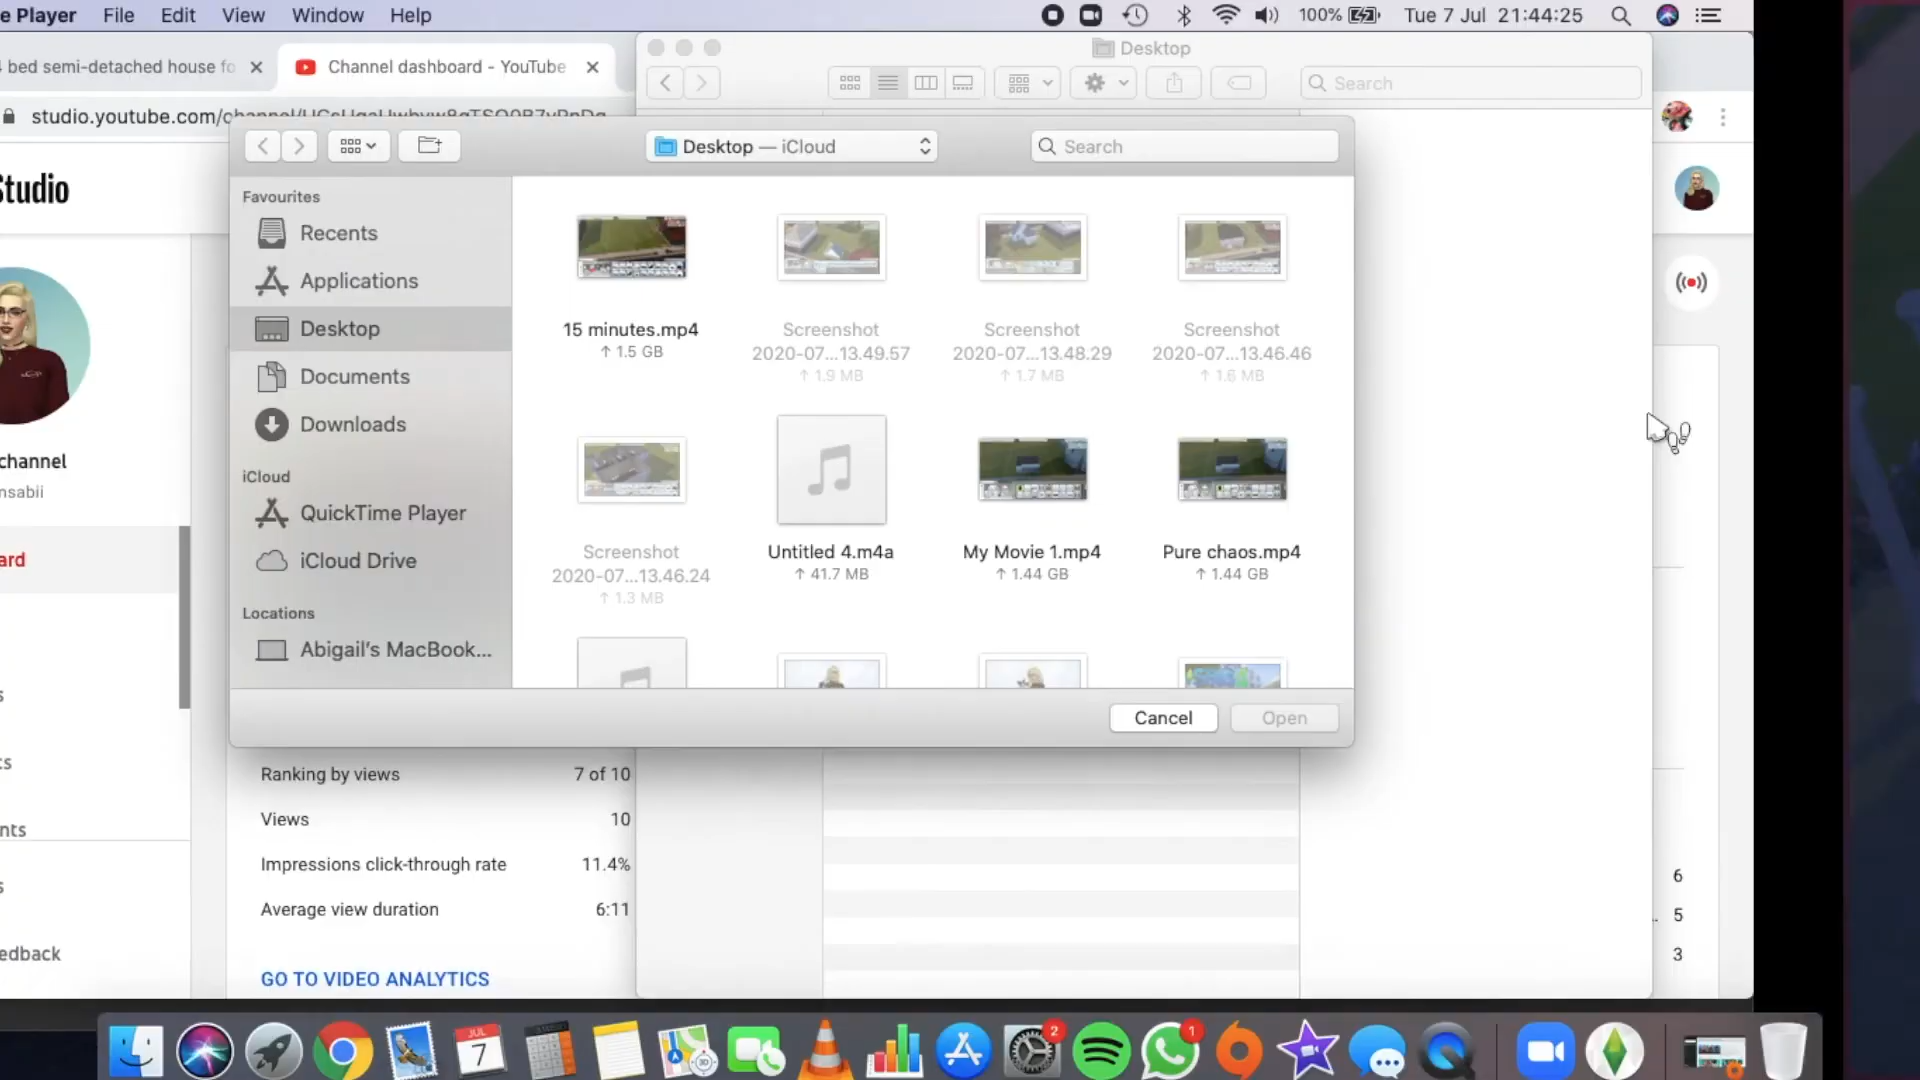 e Player File Edit View Window Help 100% Tue 7 Jul 21:44:25
bed semi-detached house fo
Channel dashboard - YouTube
Desktop
Search
studio.youtube.com/
Desktop — iCloud
Search
Studio
Favourites
Recents
Applications
Desktop
Documents
Downloads
iCloud
QuickTime Player
iCloud Drive
Locations
Abigail's MacBook...
15 minutes.mp4
↑ 1.5 GB
Screenshot
2020-07...13.49.57
↑ 1.9 MB
Screenshot
2020-07...13.48.29
↑ 1.7 MB
Screenshot
2020-07...13.46.46
↑ 1.6 MB
Screenshot
2020-07...13.46.24
↑ 1.3 MB
Untitled 4.m4a
↑ 41.7 MB
My Movie 1.mp4
↑ 1.44 GB
Pure chaos.mp4
↑ 1.44 GB
Cancel
Open
channel
nsabii
ard
s
cs
nts
s
edback
Ranking by views 7 of 10
Views 10
Impressions click-through rate 11.4%
Average view duration 6:11
GO TO VIDEO ANALYTICS
6
.. 5
3
JUL
7
2
1